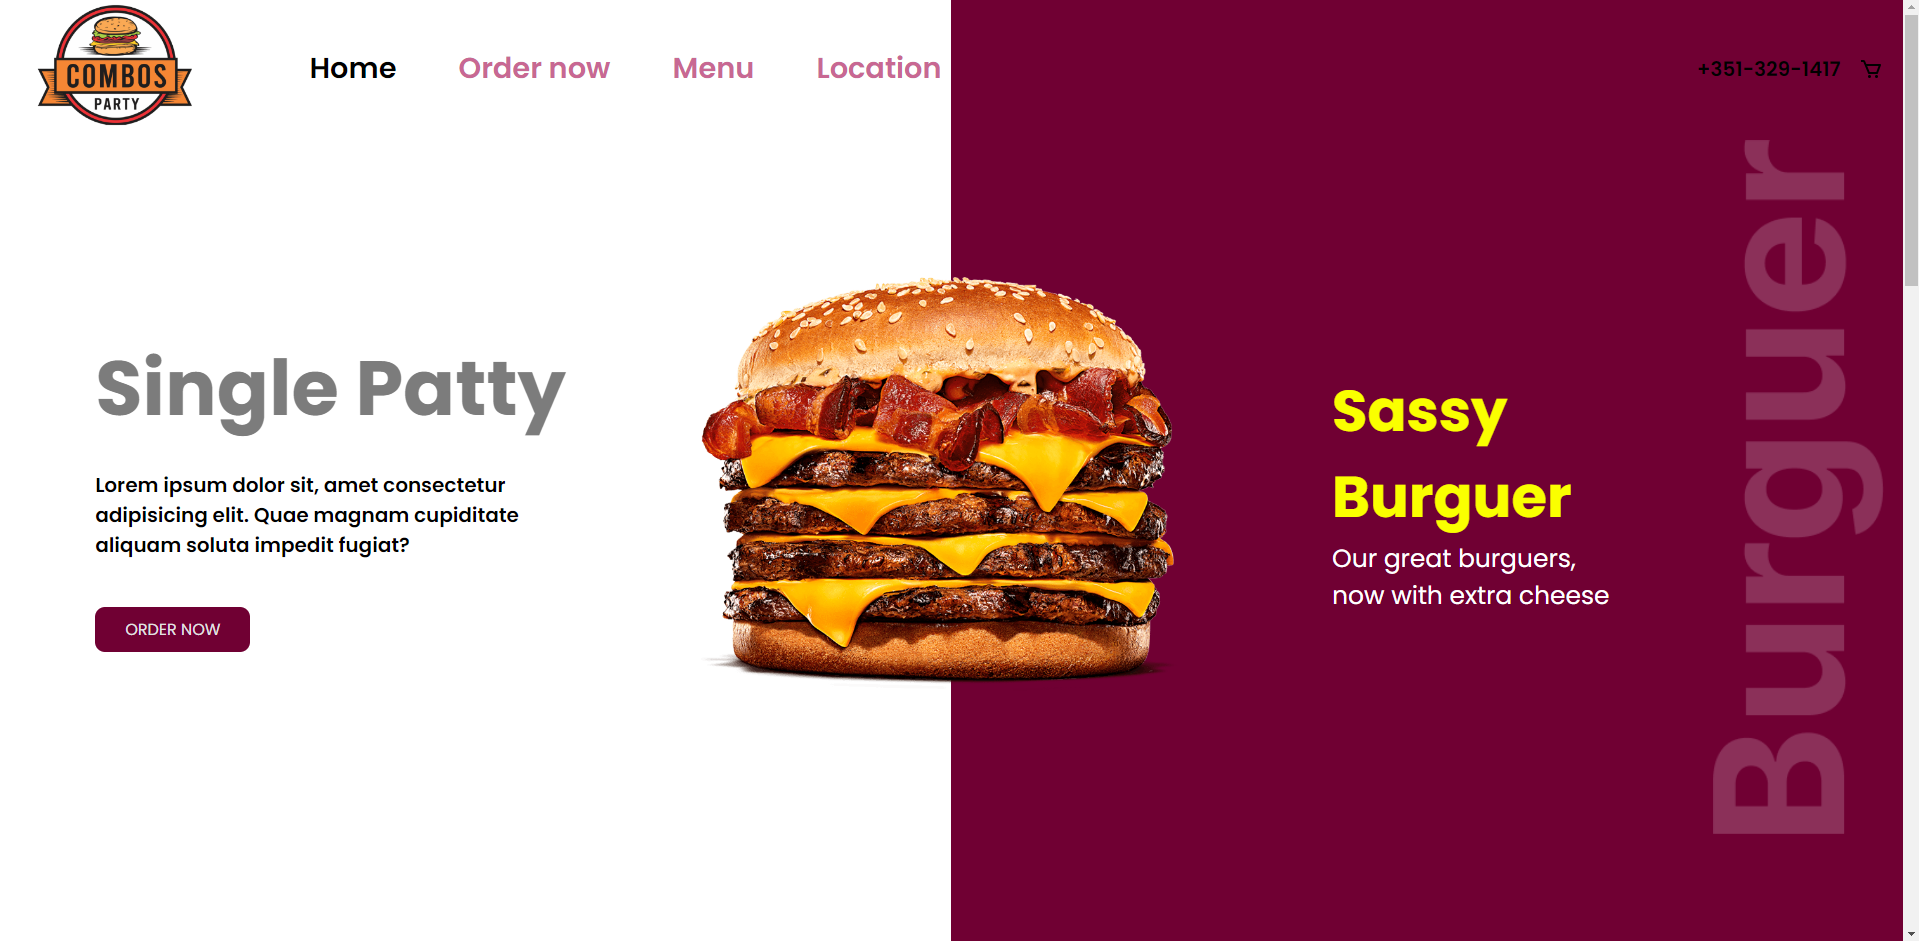 COMBOS
PARTY
Home
Order now
Menu
Location
+351-329-1417
Single Patty
Lorem ipsum dolor sit, amet consectetur
adipisicing elit. Quae magnam cupiditate
aliquam soluta impedit fugiat?
ORDER NOW
Sassy
Burguer
Our great burguers,
now with extra cheese
Burguer